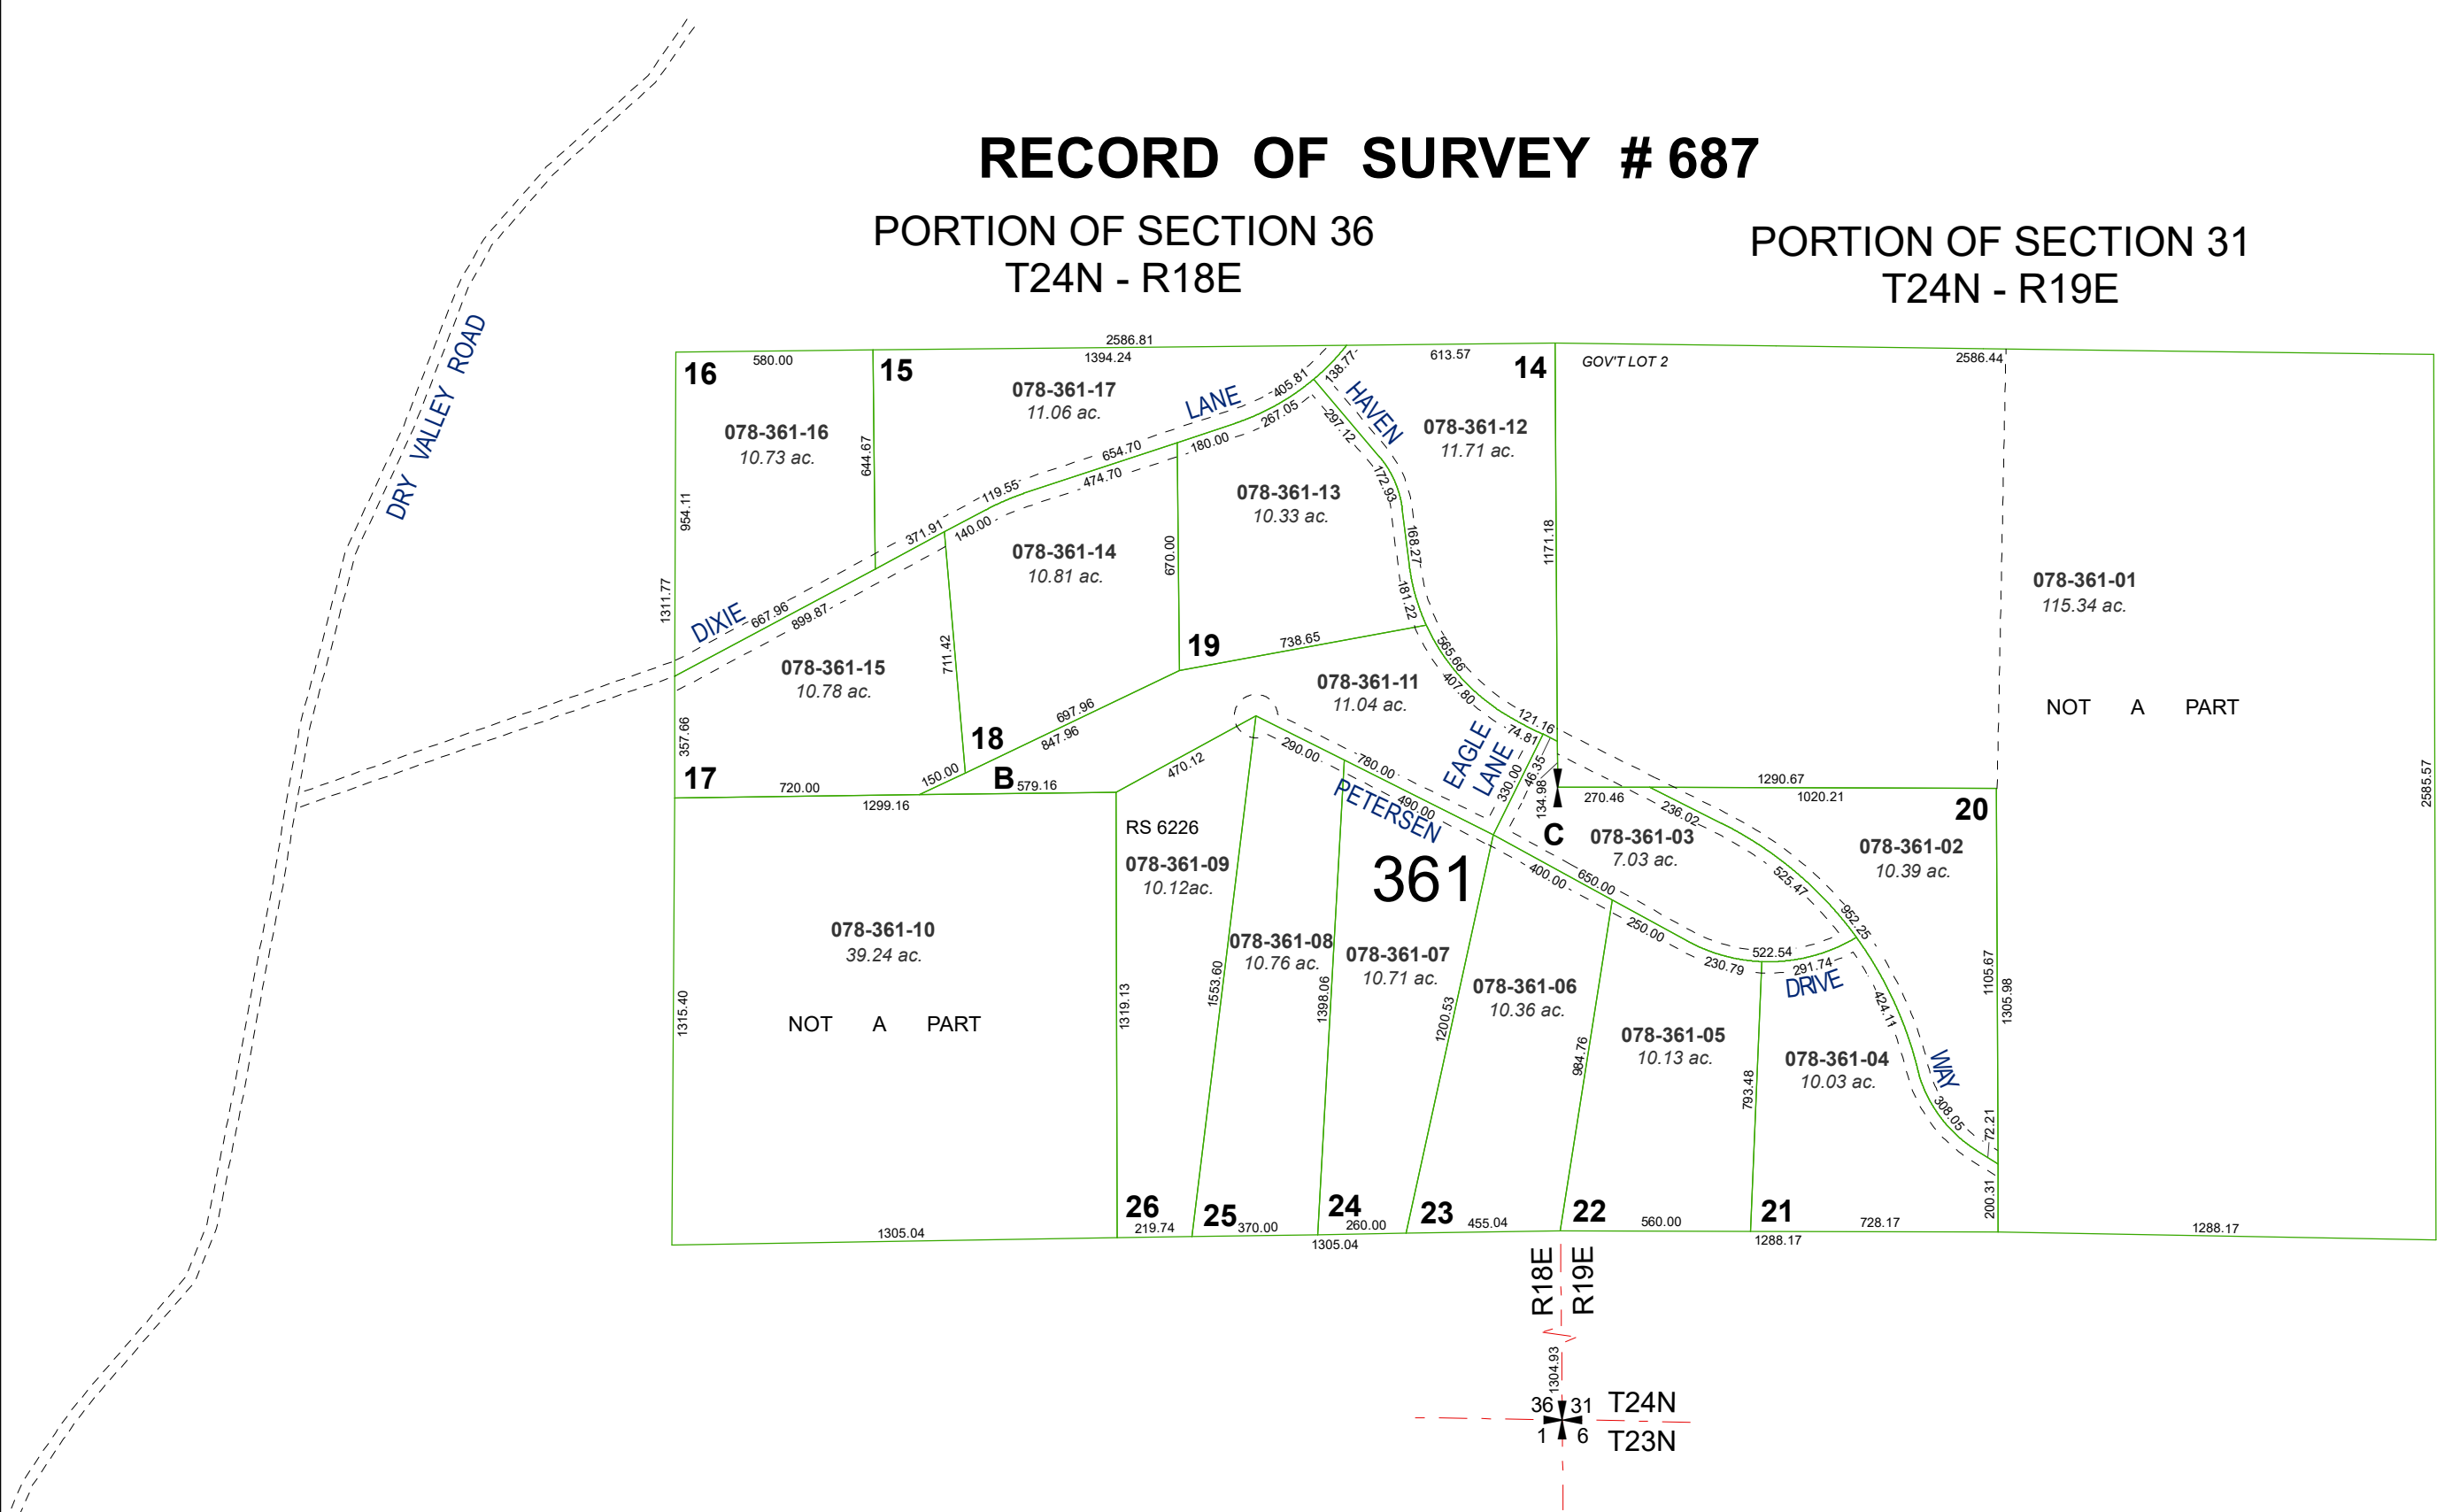 RECORD OF SURVEY # 687
PORTION OF SECTION 36
T24N - R18E
PORTION OF SECTION 31
T24N - R19E
DRY VALLEY ROAD
2586.81
580.00
1394.24
613.57
2586.44
16
15
14
GOV'T LOT 2
078-361-16
10.73 ac.
078-361-17
11.06 ac.
LANE
405.81
138.77
HAVEN
267.05
297.12
078-361-12
11.71 ac.
644.67
954.11
654.70
180.00
474.70
119.55
172.93
078-361-13
10.33 ac.
371.91
140.00
168.27
1171.18
078-361-14
10.81 ac.
670.00
1311.77
DIXIE
667.96
899.87
181.22
078-361-01
115.34 ac.
19
738.65
565.66
078-361-15
10.78 ac.
711.42
407.80
078-361-11
11.04 ac.
NOT A PART
357.66
697.96
847.96
18
121.16
74.81
EAGLE
LANE
17
720.00
150.00
B
579.16
470.12
290.00
780.00
46.35
330.00
134.98
1290.67
1299.16
270.46
1020.21
20
2585.57
PETERSEN
490.00
236.02
RS 6226
C
078-361-03
7.03 ac.
078-361-02
10.39 ac.
078-361-09
10.12ac.
361
400.00
650.00
525.47
952.25
078-361-10
39.24 ac.
078-361-08
10.76 ac.
078-361-07
10.71 ac.
250.00
522.54
230.79
291.74
DRIVE
1105.67
1305.98
1315.40
NOT A PART
1319.13
1553.60
1398.06
1200.53
078-361-06
10.36 ac.
424.11
984.76
078-361-05
10.13 ac.
078-361-04
10.03 ac.
WAY
793.48
308.05
72.21
200.31
26
25
24
23
22
21
1305.04
219.74
370.00
260.00
455.04
560.00
728.17
1288.17
1305.04
1288.17
R18E
R19E
1304.93
36 31 T24N
1 6 T23N